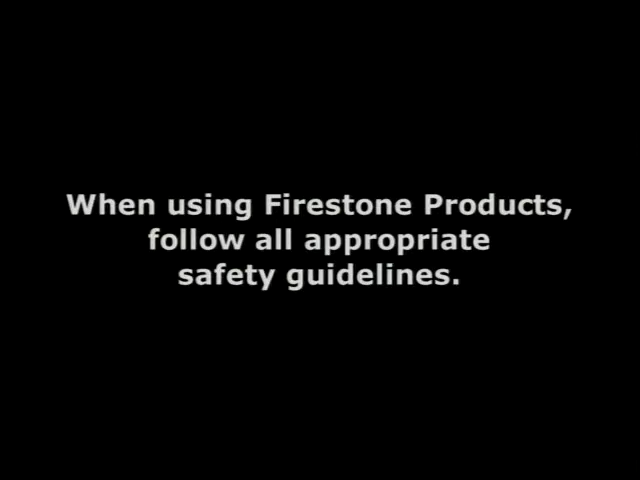 When using Firestone Products,
follow all appropriate
safety guidelines.